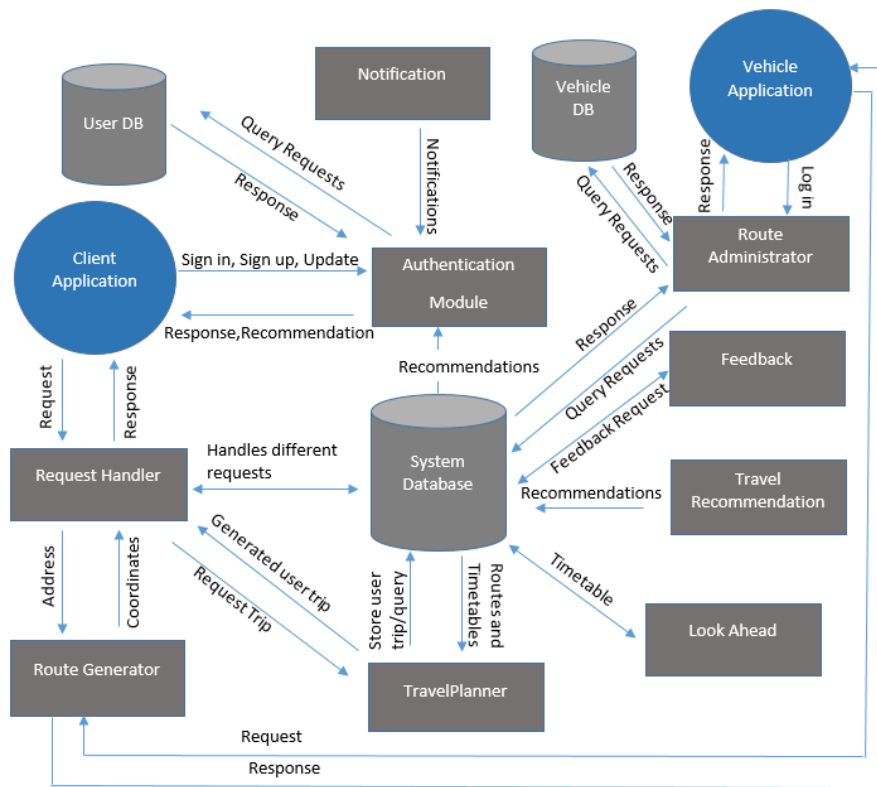 Notification
Vehicle
DB
Vehicle
Application
User DB
Query Requests
Response
Notifications
Response
Query Requests
Response
Log in
Route
Administrator
Client
Application
Sign in, Sign up, Update
Authentication
Module
Response,Recommendation
Recommendations
Response
Query Requests
Feedback Request
Feedback
Request
Response
Handles different
requests
System
Database
Recommendations
Travel
Recommendation
Request Handler
Generated user trip
Request Trip
Address
Coordinates
Store user
trip/query
Routes and
Timetables
Timetable
Look Ahead
Route Generator
TravelPlanner
Request
Response